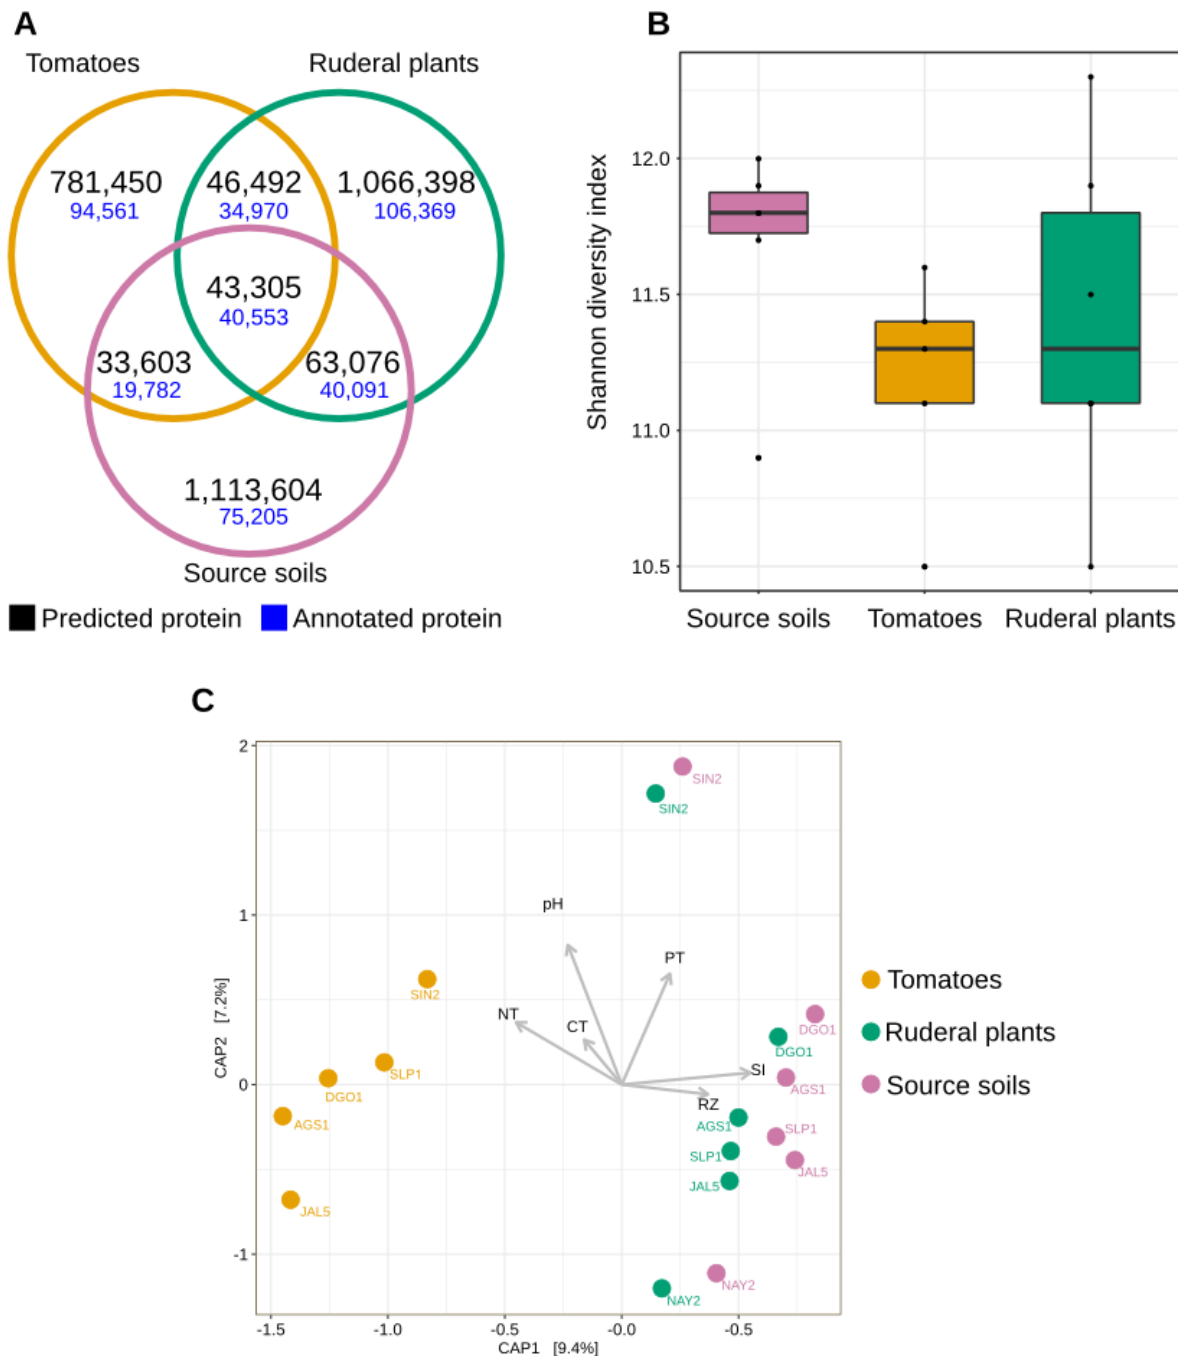 A
Tomatoes
Ruderal plants
781,450
94,561
46,492
34,970
1,066,398
106,369
43,305
40,553
33,603
19,782
63,076
40,091
1,113,604
75,205
Source soils
Predicted protein
Annotated protein
B
Shannon diversity index
12.0
11.5
11.0
10.5
Source soils
Tomatoes
Ruderal plants
C
CAP2 [7.2%]
2
1
0
-1
SIN2
SIN2
pH
PT
SIN2
NT
CT
DGO1
DGO1
SLP1
DGO1
SI
AGS1
RZ
AGS1
AGS1
SLP1
SLP1
JAL5
JAL5
JAL5
NAY2
NAY2
-1.5
-1.0
-0.5
-0.0
-0.5
CAP1 [9.4%]
Tomatoes
Ruderal plants
Source soils